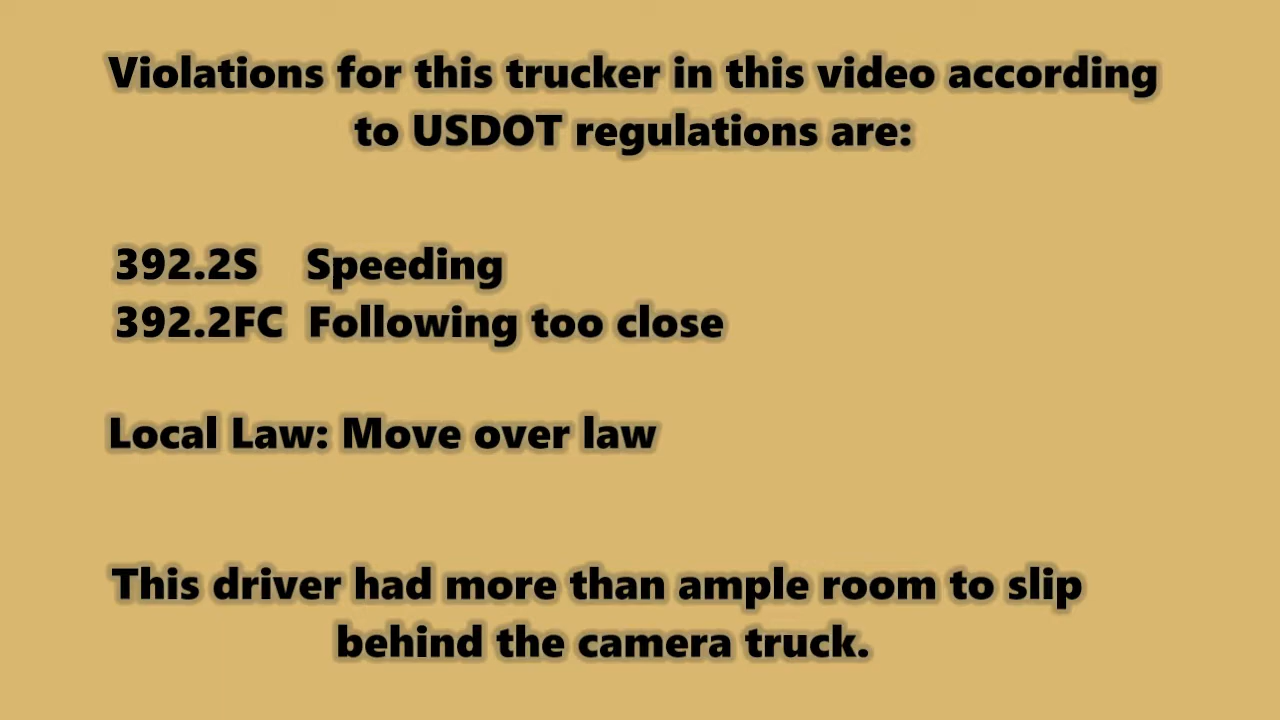 Violations for this trucker in this video according
to USDOT regulations are:
392.2S Speeding
392.2FC Following too close
Local Law: Move over law
This driver had more than ample room to slip
behind the camera truck.